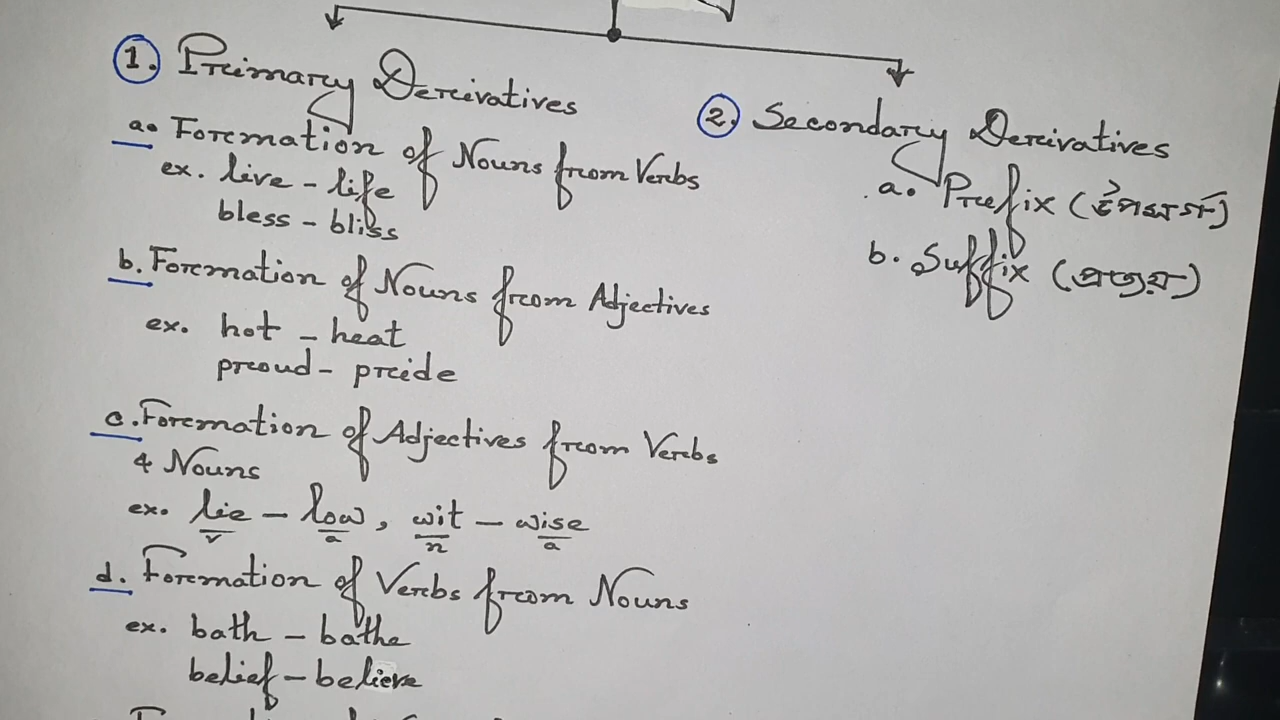 1. Primary Derivatives
a. Formation of Nouns from Verbs
ex. live - life
bless - bliss
b. Formation of Nouns from Adjectives
ex. hot - heat
proud - pride
c. Formation of Adjectives from Verbs
& Nouns
ex. lie - low, wit - wise
v a n a
d. Formation of Verbs from Nouns
ex. bath - bathe
belief - believe
2. Secondary Derivatives
a. Prefix (উপসর্গ)
b. Suffix (প্রত্যয়)